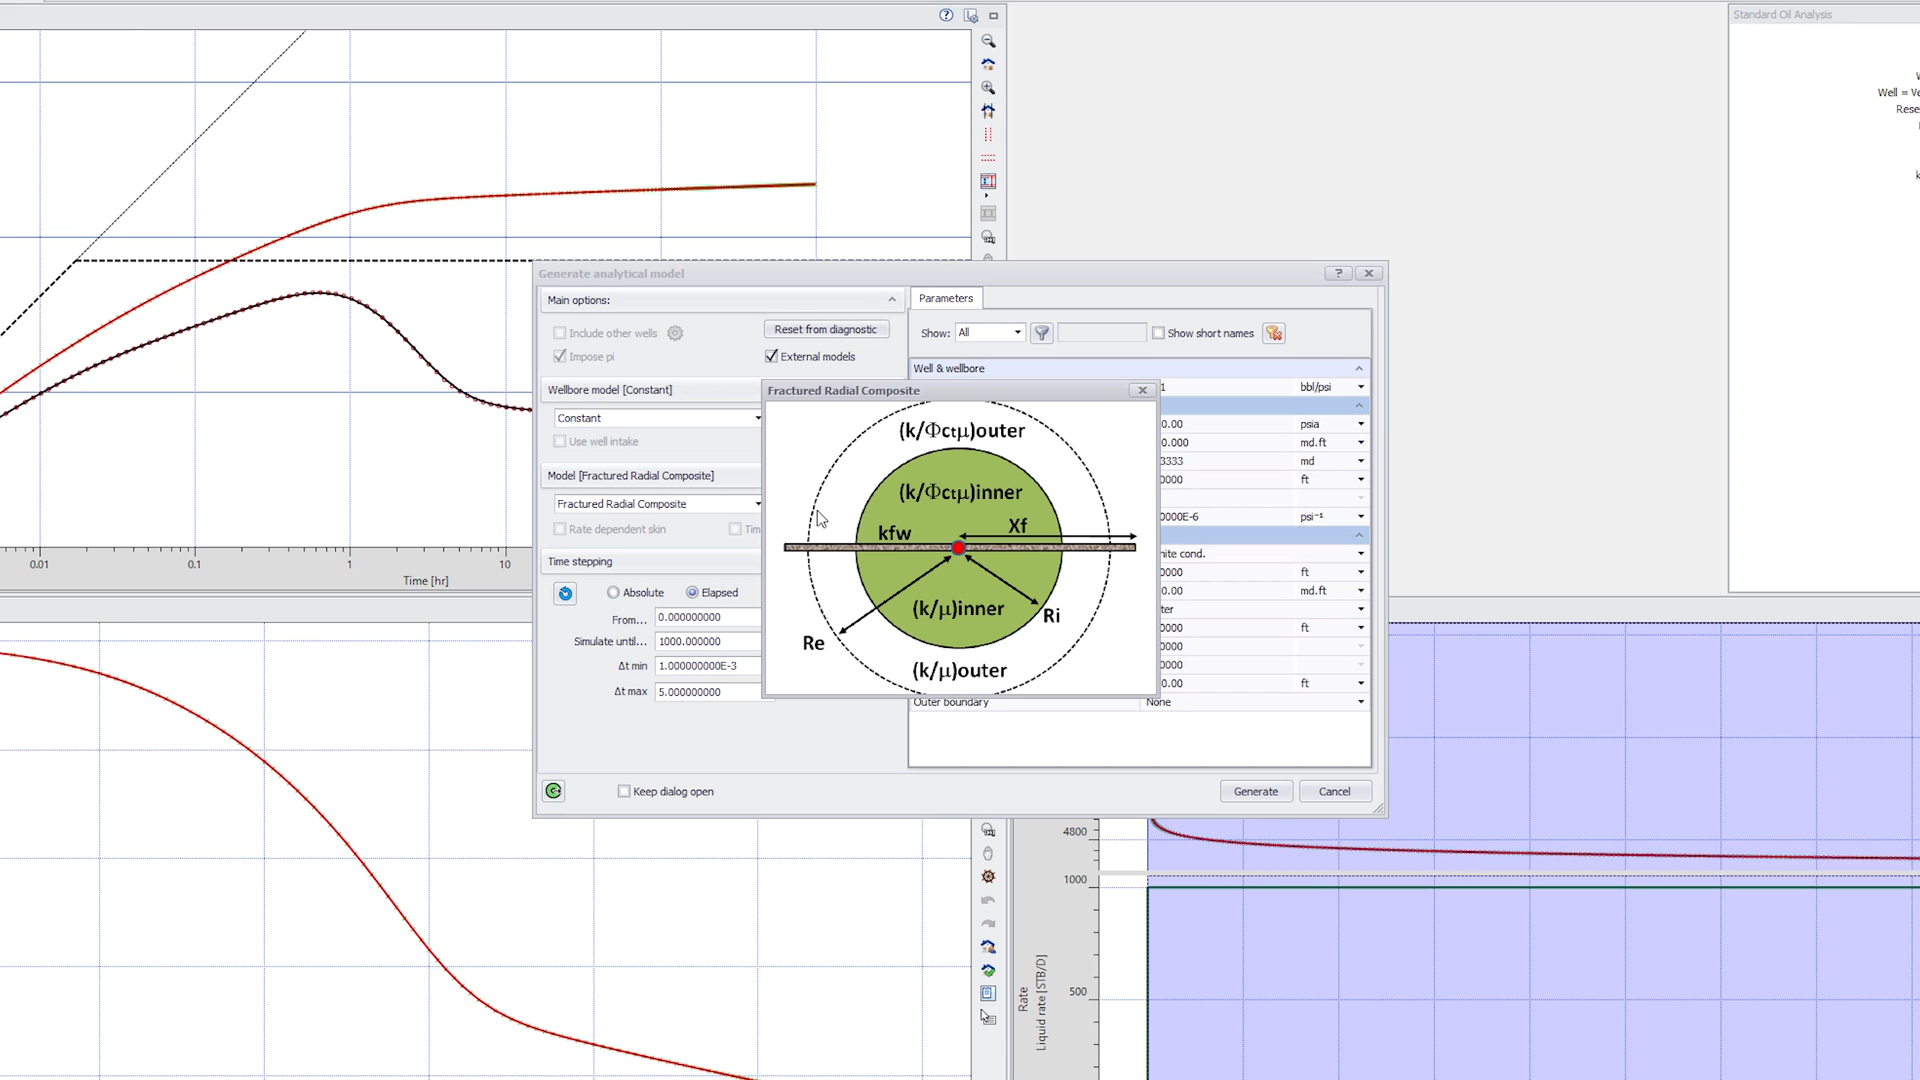 Standard Oil Analysis
Well = Ve
Rese
0.01
0.1
1
10
Time [hr]
Generate analytical model
Main options:
Include other wells
Reset from diagnostic
Impose pi
External models
Wellbore model [Constant]
Constant
Use well intake
Model [Fractured Radial Composite]
Fractured Radial Composite
Rate dependent skin
Tim
Time stepping
Absolute
Elapsed
From...
0.000000000
Simulate until...
1000.000000
Δt min
1.000000000E-3
Δt max
5.000000000
Keep dialog open
Parameters
Show:
All
Show short names
Well & wellbore
1
bbl/psi
0.00
psia
0.000
md.ft
3333
md
0000
ft
0000E-6
psi⁻¹
nite cond.
0000
ft
0.00
md.ft
ter
0000
ft
0000
0000
0.00
ft
Outer boundary
None
Generate
Cancel
Fractured Radial Composite
(k/Φctμ)outer
(k/Φctμ)inner
kfw
Xf
(k/μ)inner
Ri
Re
(k/μ)outer
4800
1000
500
Rate
Liquid rate [STB/D]